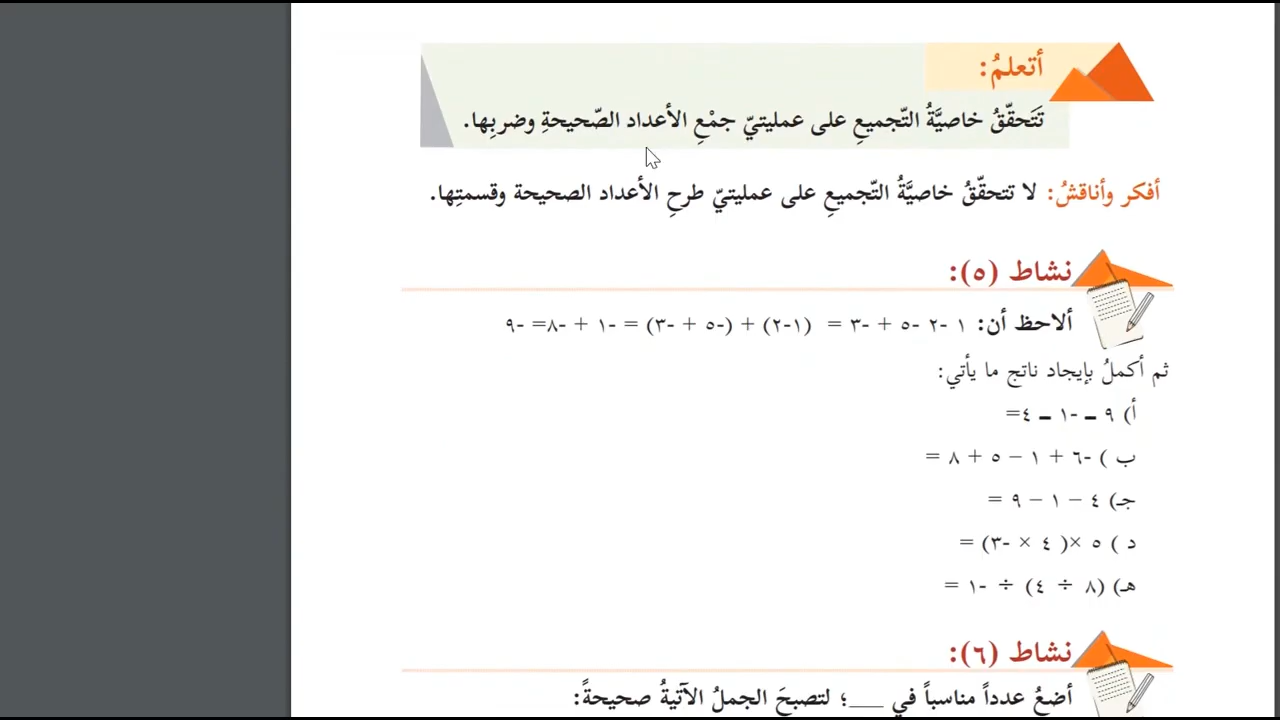 أتعلمُ:
تَتَحقّقُ خاصيَّةُ التّجميعِ على عمليتيّ جمْعِ الأعداد الصّحيحةِ وضربِها.
أفكر وأناقشُ: لا تتحقّقُ خاصيَّةُ التّجميعِ على عمليتيّ طرحِ الأعداد الصحيحة وقسمتِها.
نشاط (٥):
ألاحظ أن: ١ -٢ -٥ + -٣ = (١-٢) + (-٥ + -٣) = -١ + -٨= -٩
ثم أكملُ بإيجاد ناتج ما يأتي:
أ) ٩ – -١ – ٤=
ب ) -٦ + ١ – ٥ + ٨ =
جـ) ٤ – ١ – ٩ =
د ) ٥ ×( ٤ × -٣) =
هـ) (٨ ÷ ٤) ÷ -١ =
نشاط (٦):
أضعُ عدداً مناسباً في ___؛ لتصبحَ الجملُ الآتيةُ صحيحةً: